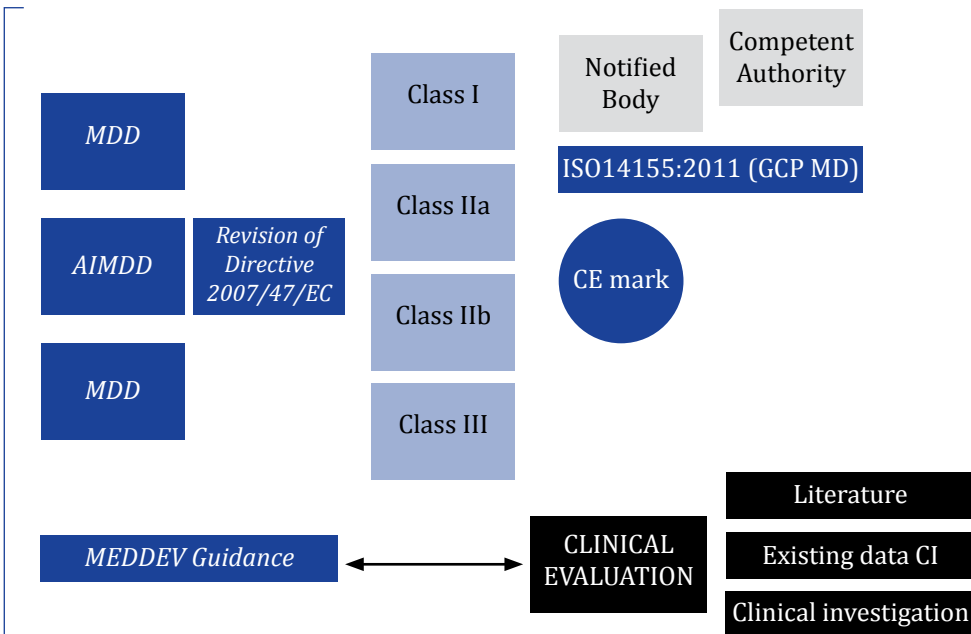 MDD
AIMDD
MDD
Revision of
Directive
2007/47/EC
Class I
Class IIa
Class IIb
Class III
Notified
Body
Competent
Authority
ISO14155:2011 (GCP MD)
CE mark
MEDDEV Guidance
CLINICAL
EVALUATION
Literature
Existing data CI
Clinical investigation